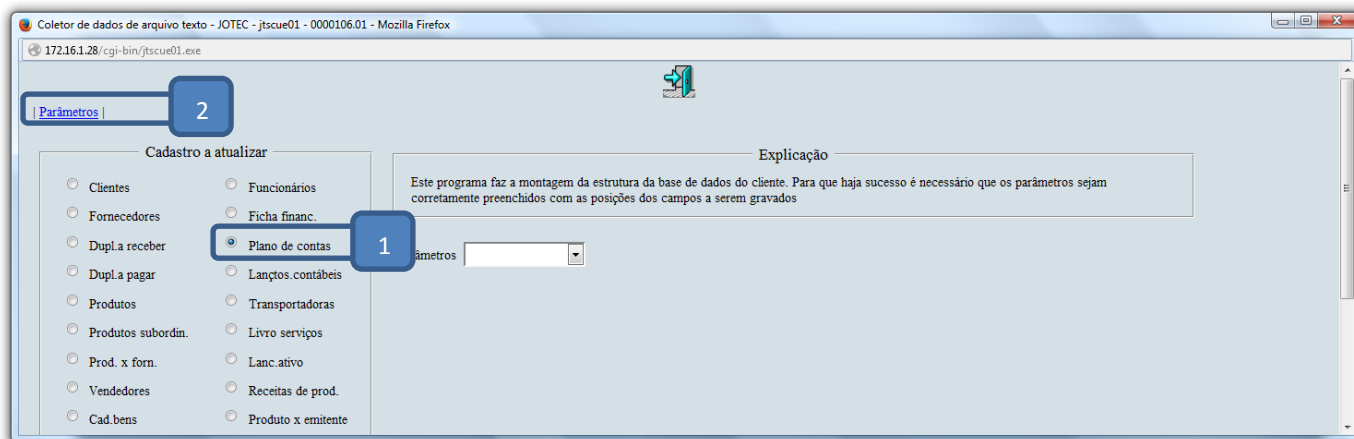 Coletor de dados de arquivo texto - JOTEC - jtscue01 - 0000106.01 - Mozilla Firefox
172.16.1.28/cgi-bin/jtscue01.exe
| Parâmetros |
2
Cadastro a atualizar
Clientes
Funcionários
Fornecedores
Ficha financ.
Dupl.a receber
Plano de contas
1
Dupl.a pagar
Lançtos.contábeis
Produtos
Transportadoras
Produtos subordin.
Livro serviços
Prod. x forn.
Lanc.ativo
Vendedores
Receitas de prod.
Cad.bens
Produto x emitente
Explicação
Este programa faz a montagem da estrutura da base de dados do cliente. Para que haja sucesso é necessário que os parâmetros sejam
corretamente preenchidos com as posições dos campos a serem gravados
âmetros